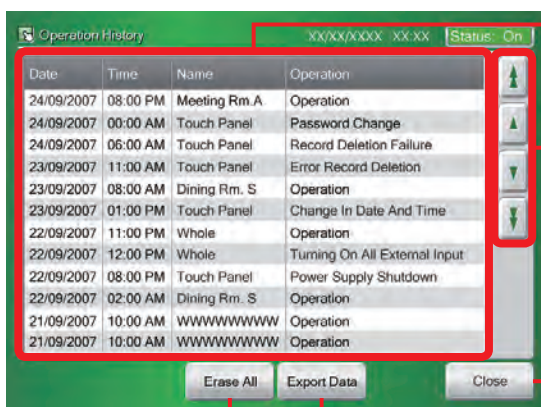 Operation History XX/XX/XXXX XX:XX Status: On
Date Time Name Operation
24/09/2007 08:00 PM Meeting Rm.A Operation
24/09/2007 00:00 AM Touch Panel Password Change
24/09/2007 06:00 AM Touch Panel Record Deletion Failure
23/09/2007 11:00 AM Touch Panel Error Record Deletion
23/09/2007 08:00 AM Dining Rm. S Operation
23/09/2007 01:00 PM Touch Panel Change In Date And Time
22/09/2007 11:00 PM Whole Operation
22/09/2007 12:00 PM Whole Turning On All External Input
22/09/2007 08:00 PM Touch Panel Power Supply Shutdown
22/09/2007 02:00 AM Dining Rm. S Operation
21/09/2007 10:00 AM WWWWWWWW Operation
21/09/2007 10:00 AM WWWWWWWW Operation
Erase All Export Data Close